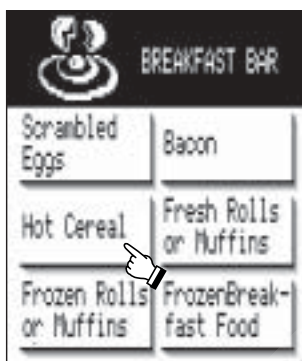 BREAKFAST BAR
Scrambled
Eggs
Bacon
Hot Cereal
Fresh Rolls
or Muffins
Frozen Rolls
or Muffins
FrozenBreak-
fast Food